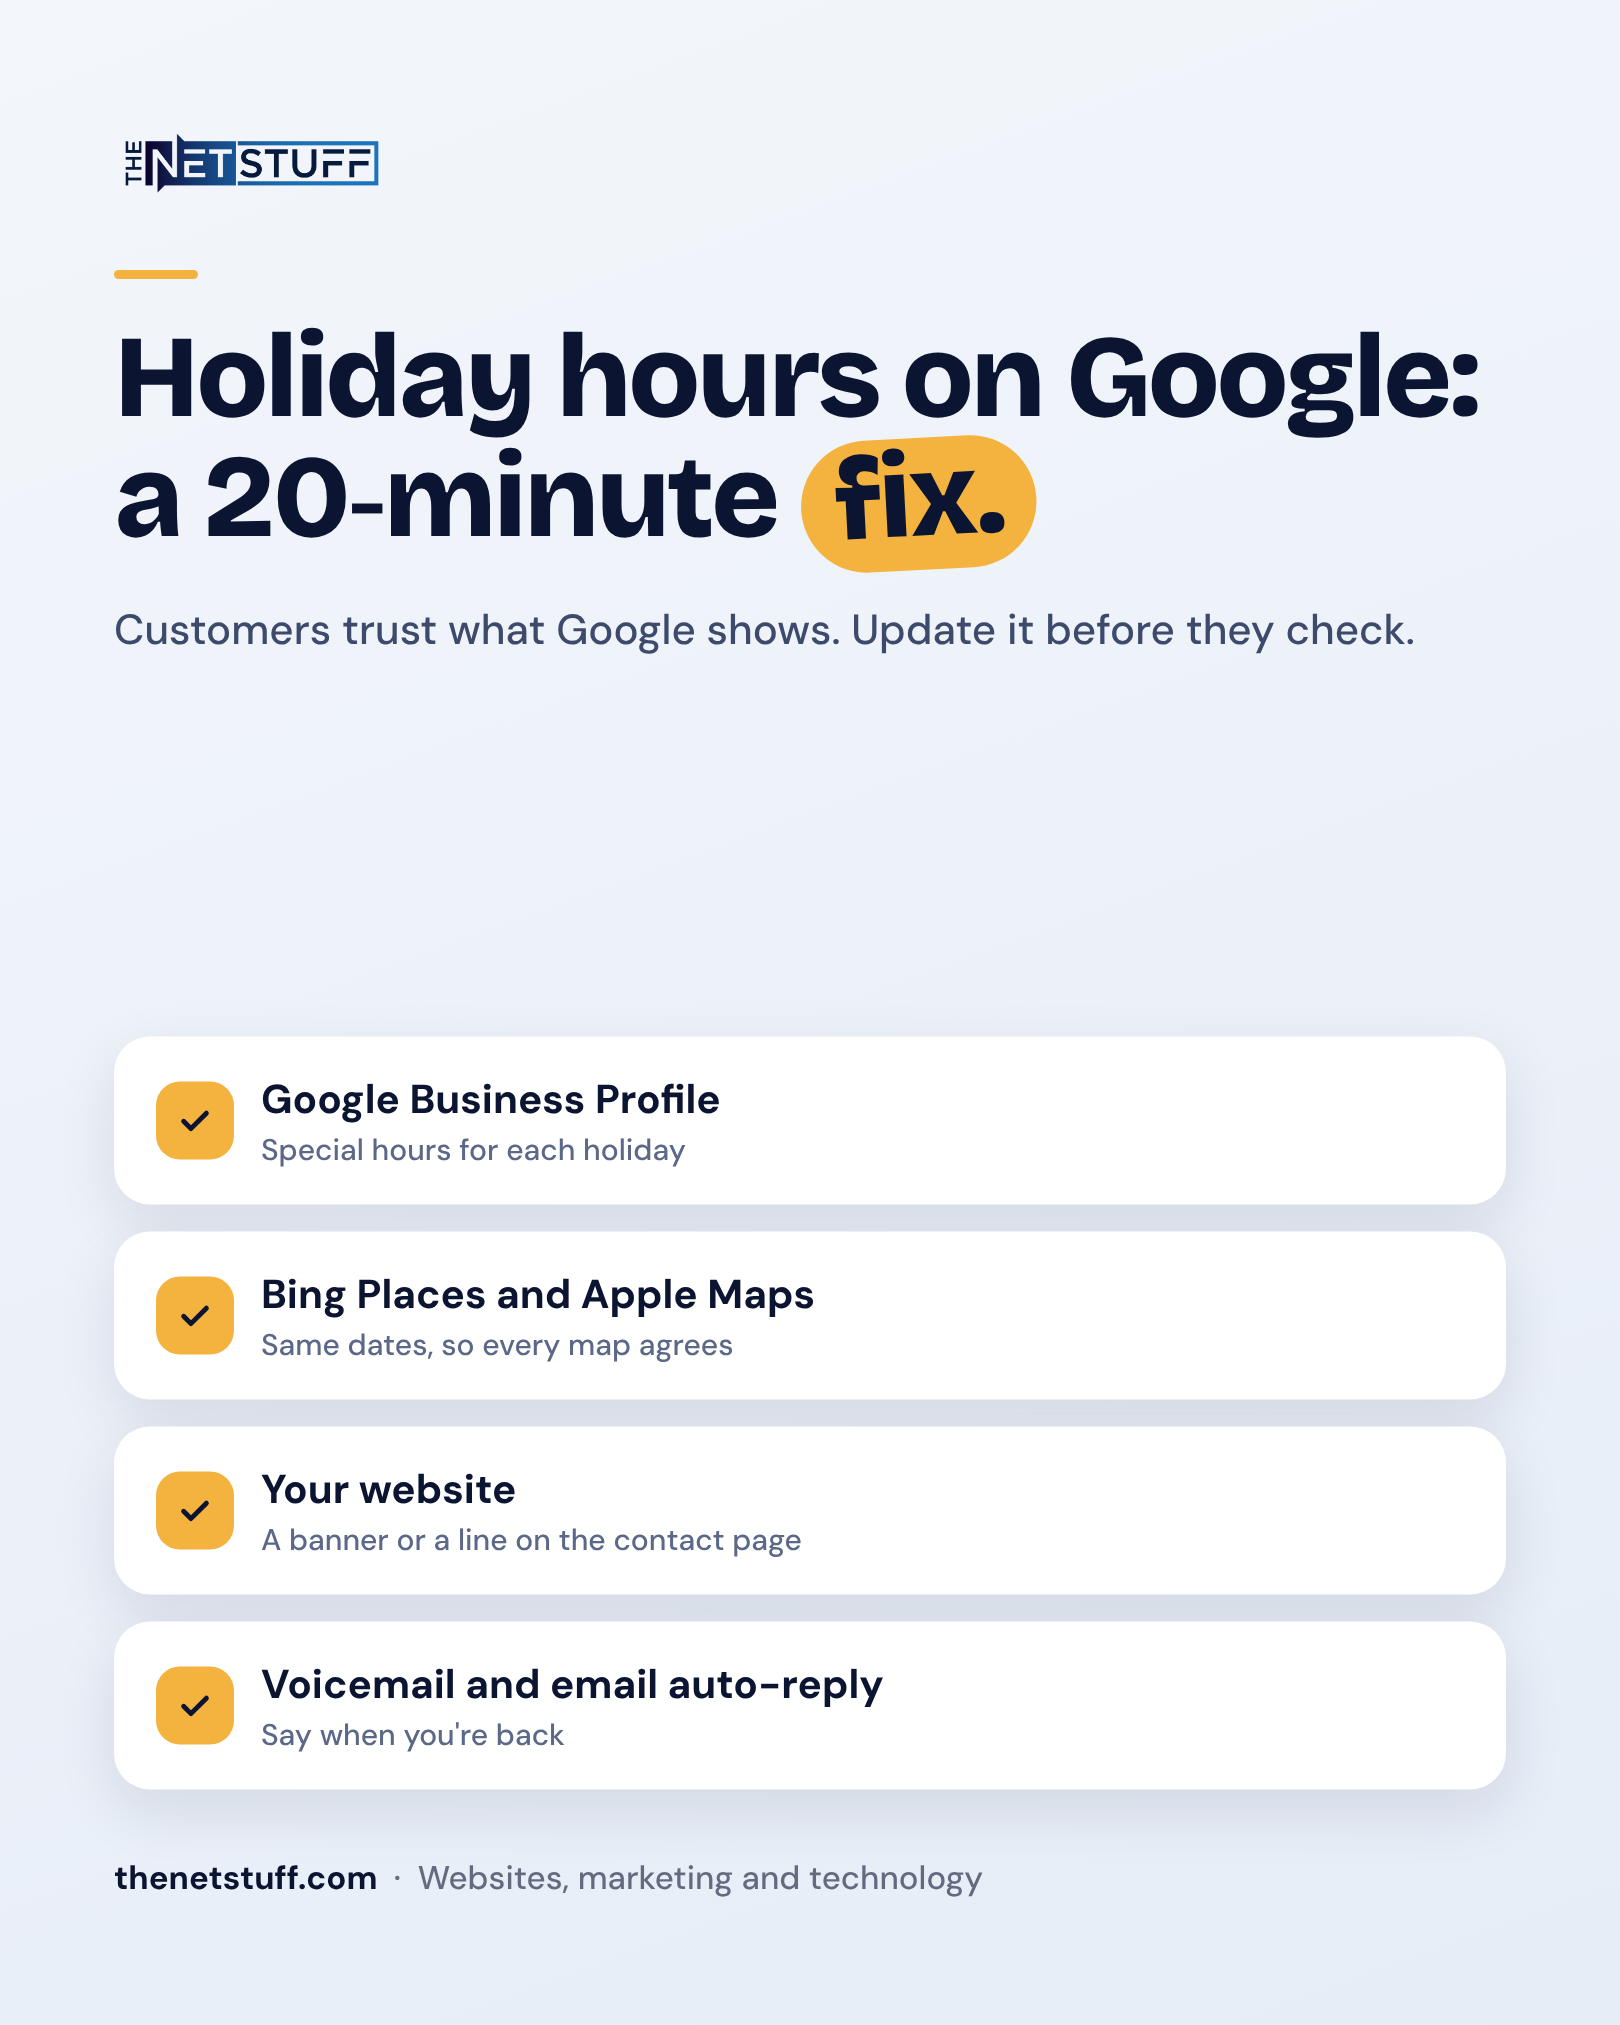 THE NETSTUFF
Holiday hours on Google:
a 20-minute fix.
Customers trust what Google shows. Update it before they check.
Google Business Profile
Special hours for each holiday
Bing Places and Apple Maps
Same dates, so every map agrees
Your website
A banner or a line on the contact page
Voicemail and email auto-reply
Say when you're back
thenetstuff.com · Websites, marketing and technology